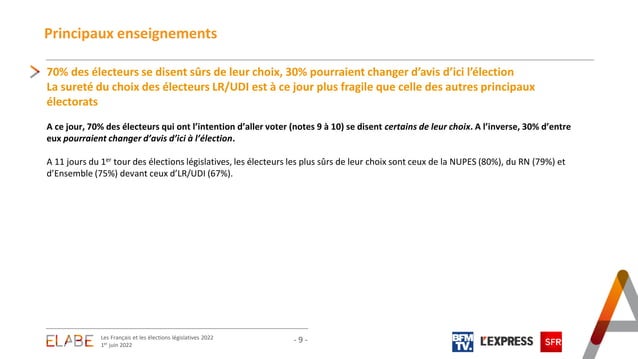 Principaux enseignements
70% des électeurs se disent sûrs de leur choix, 30% pourraient changer d’avis d’ici l’élection
La sureté du choix des électeurs LR/UDI est à ce jour plus fragile que celle des autres principaux
électorats
A ce jour, 70% des électeurs qui ont l’intention d’aller voter (notes 9 à 10) se disent certains de leur choix. A l’inverse, 30% d’entre
eux pourraient changer d’avis d’ici à l’élection.
A 11 jours du 1er tour des élections législatives, les électeurs les plus sûrs de leur choix sont ceux de la NUPES (80%), du RN (79%) et
d’Ensemble (75%) devant ceux d’LR/UDI (67%).
ELABE
Les Français et les élections législatives 2022
1er juin 2022
- 9 -
BFM
TV.
L'EXPRESS
SFR